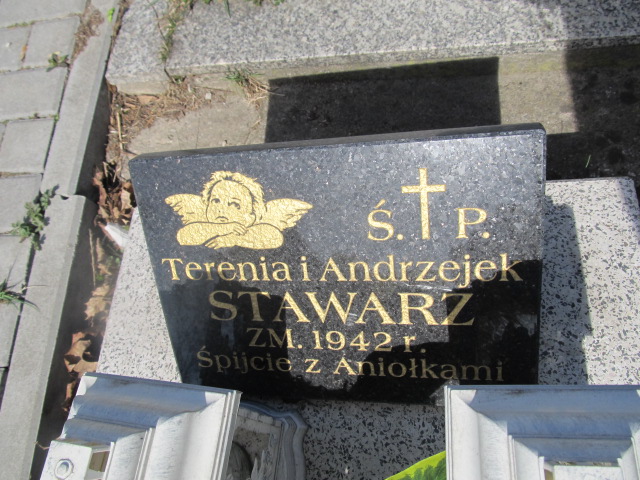 Ś. P.
Terenia i Andrzejek
STAWARZ
ZM. 1942 r.
Śpijcie z Aniołkami